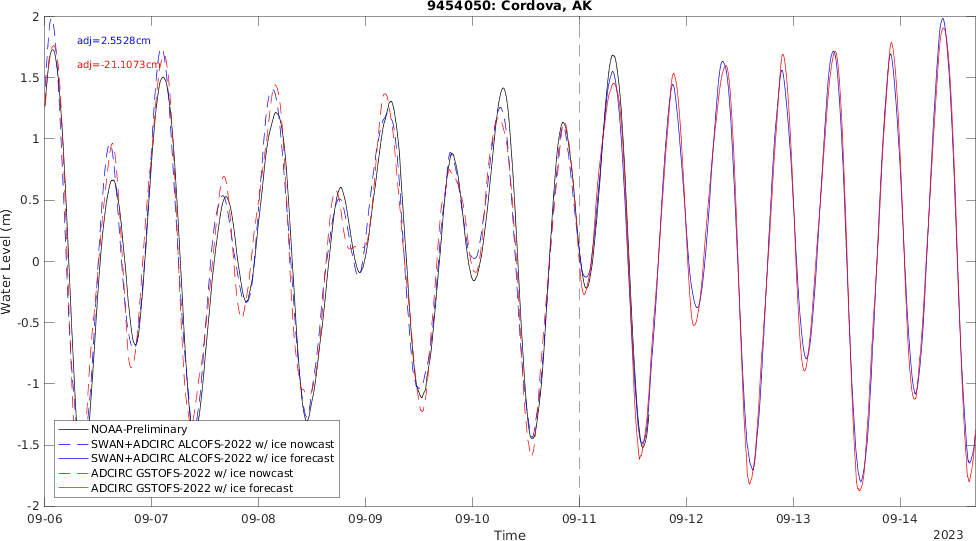 9454050: Cordova, AK
2
1.5
1
0.5
0
-0.5
-1
-1.5
-2
Water Level (m)
adj=2.5528cm
adj=-21.1073cm
NOAA-Preliminary
SWAN+ADCIRC ALCOFS-2022 w/ ice nowcast
SWAN+ADCIRC ALCOFS-2022 w/ ice forecast
ADCIRC GSTOFS-2022 w/ ice nowcast
ADCIRC GSTOFS-2022 w/ ice forecast
09-06 09-07 09-08 09-09 09-10 09-11 09-12 09-13 09-14
Time
2023